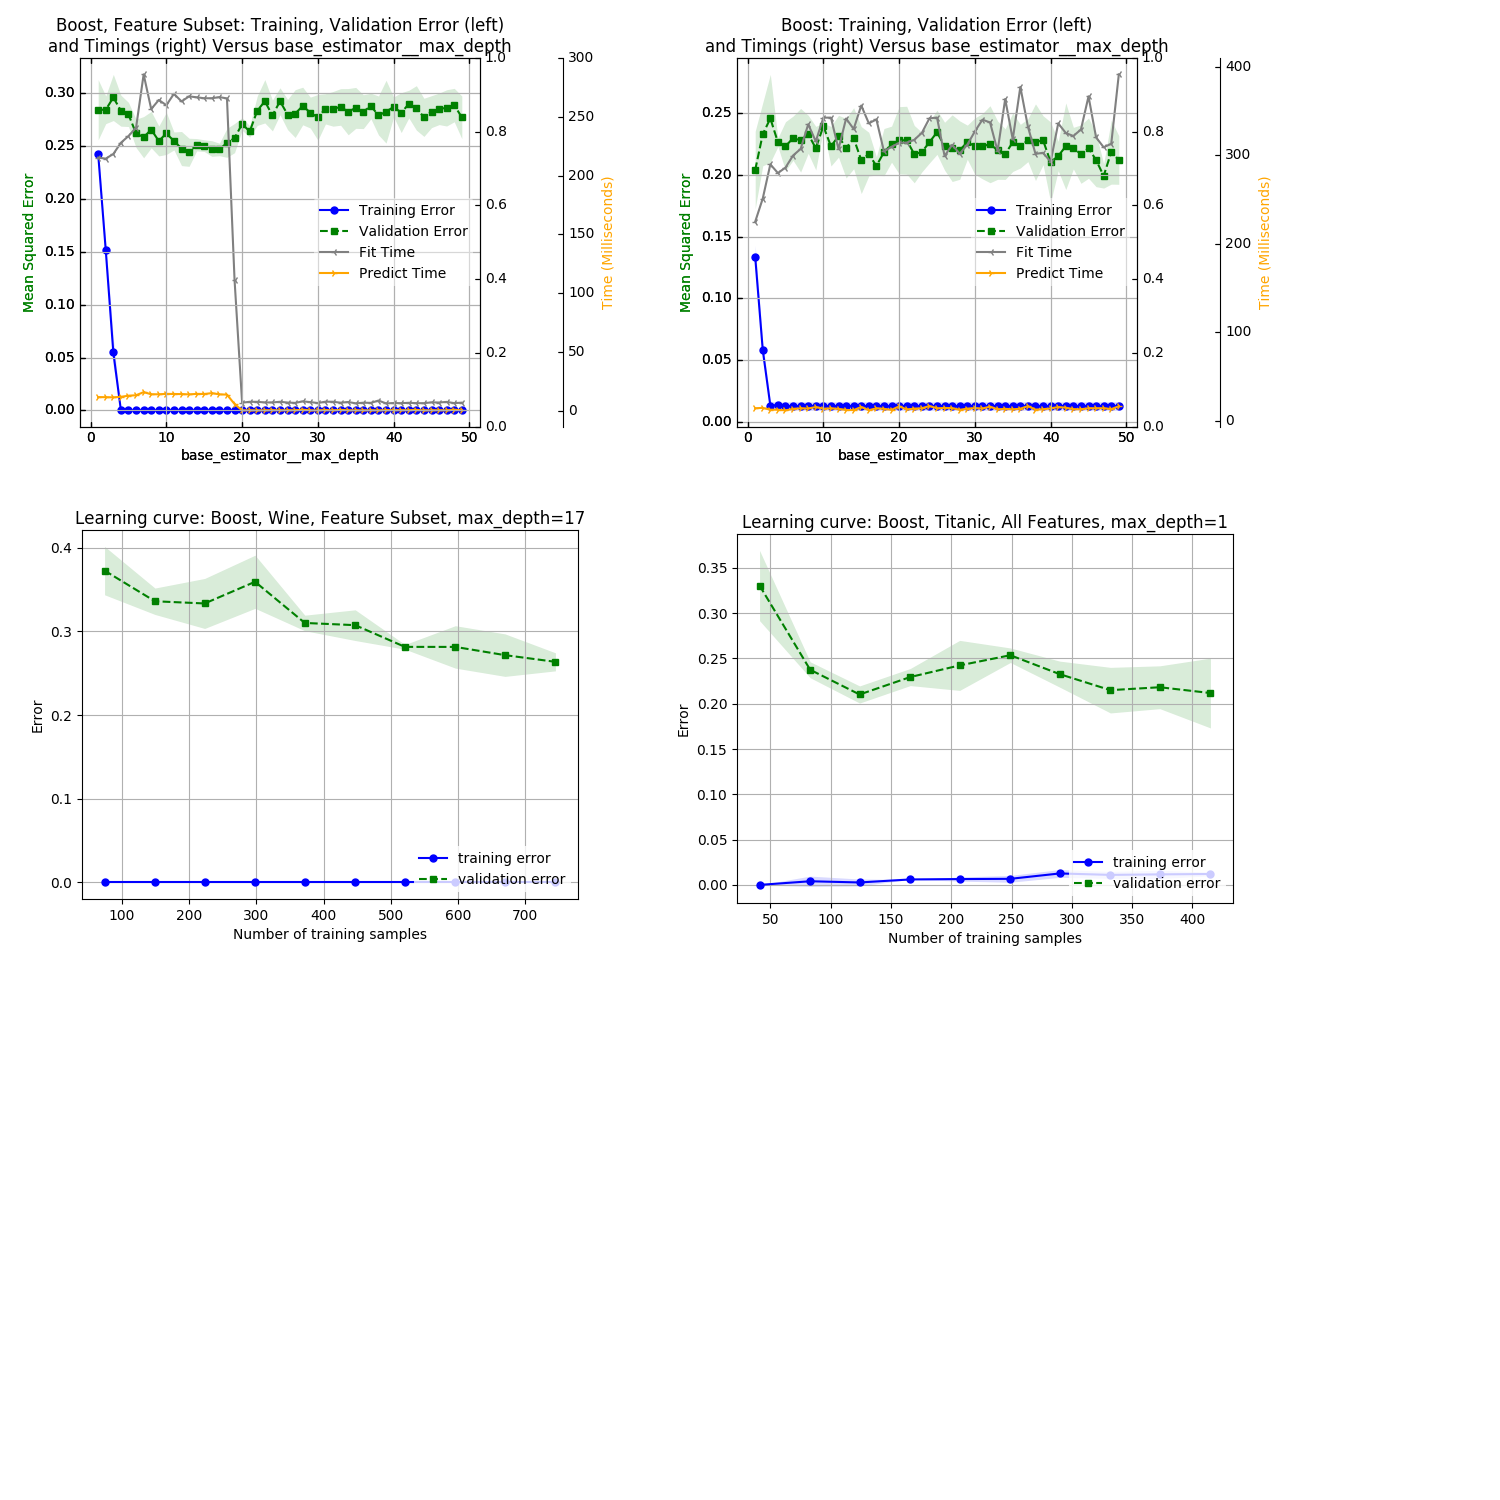 Boost, Feature Subset: Training, Validation Error (left)
and Timings (right) Versus base_estimator__max_depth
Mean Squared Error
0.30
0.25
0.20
0.15
0.10
0.05
0.00
0 10 20 30 40 50
base_estimator__max_depth
1.0
0.8
0.6
0.4
0.2
0.0
300
250
200
150
100
50
0
Time (Milliseconds)
Training Error
Validation Error
Fit Time
Predict Time
Boost: Training, Validation Error (left)
and Timings (right) Versus base_estimator__max_depth
Mean Squared Error
0.25
0.20
0.15
0.10
0.05
0.00
0 10 20 30 40 50
base_estimator__max_depth
1.0
0.8
0.6
0.4
0.2
0.0
400
300
200
100
0
Time (Milliseconds)
Training Error
Validation Error
Fit Time
Predict Time
Learning curve: Boost, Wine, Feature Subset, max_depth=17
Error
0.4
0.3
0.2
0.1
0.0
100 200 300 400 500 600 700
Number of training samples
training error
validation error
Learning curve: Boost, Titanic, All Features, max_depth=1
Error
0.35
0.30
0.25
0.20
0.15
0.10
0.05
0.00
50 100 150 200 250 300 350 400
Number of training samples
training error
validation error